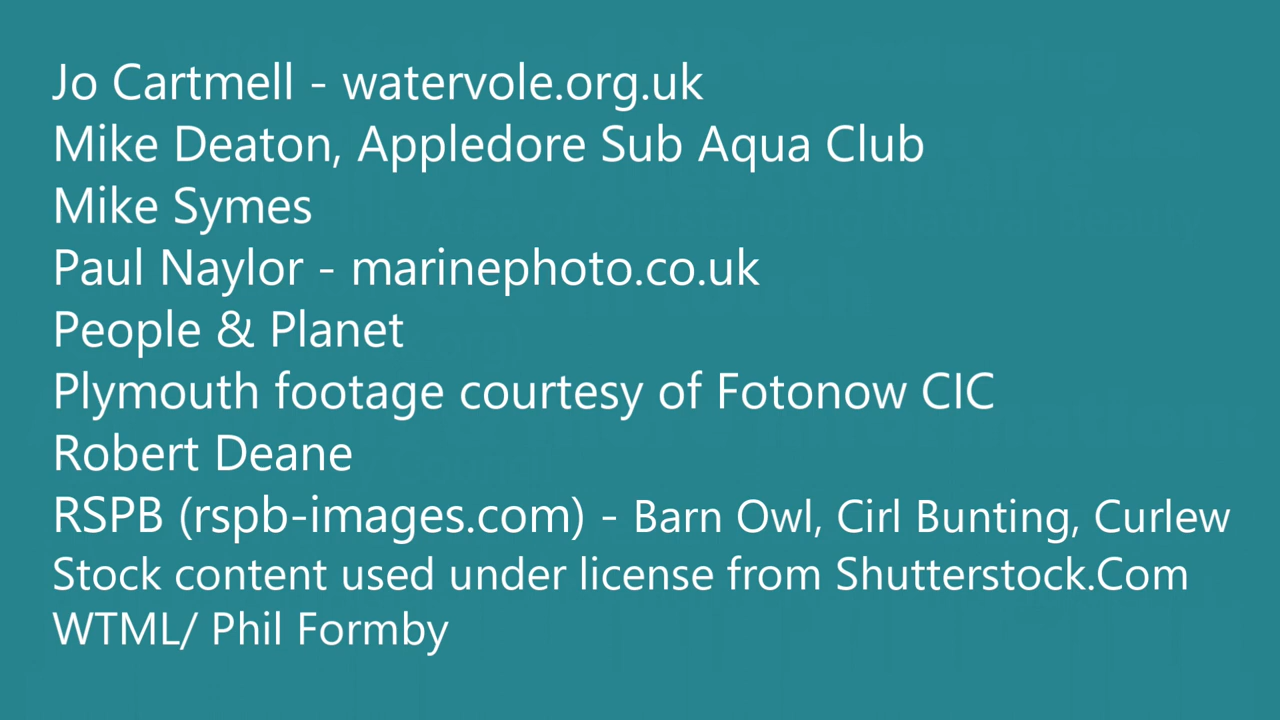 Jo Cartmell - watervole.org.uk
Mike Deaton, Appledore Sub Aqua Club
Mike Symes
Paul Naylor - marinephoto.co.uk
People & Planet
Plymouth footage courtesy of Fotonow CIC
Robert Deane
RSPB (rspb-images.com) - Barn Owl, Cirl Bunting, Curlew
Stock content used under license from Shutterstock.Com
WTML/ Phil Formby